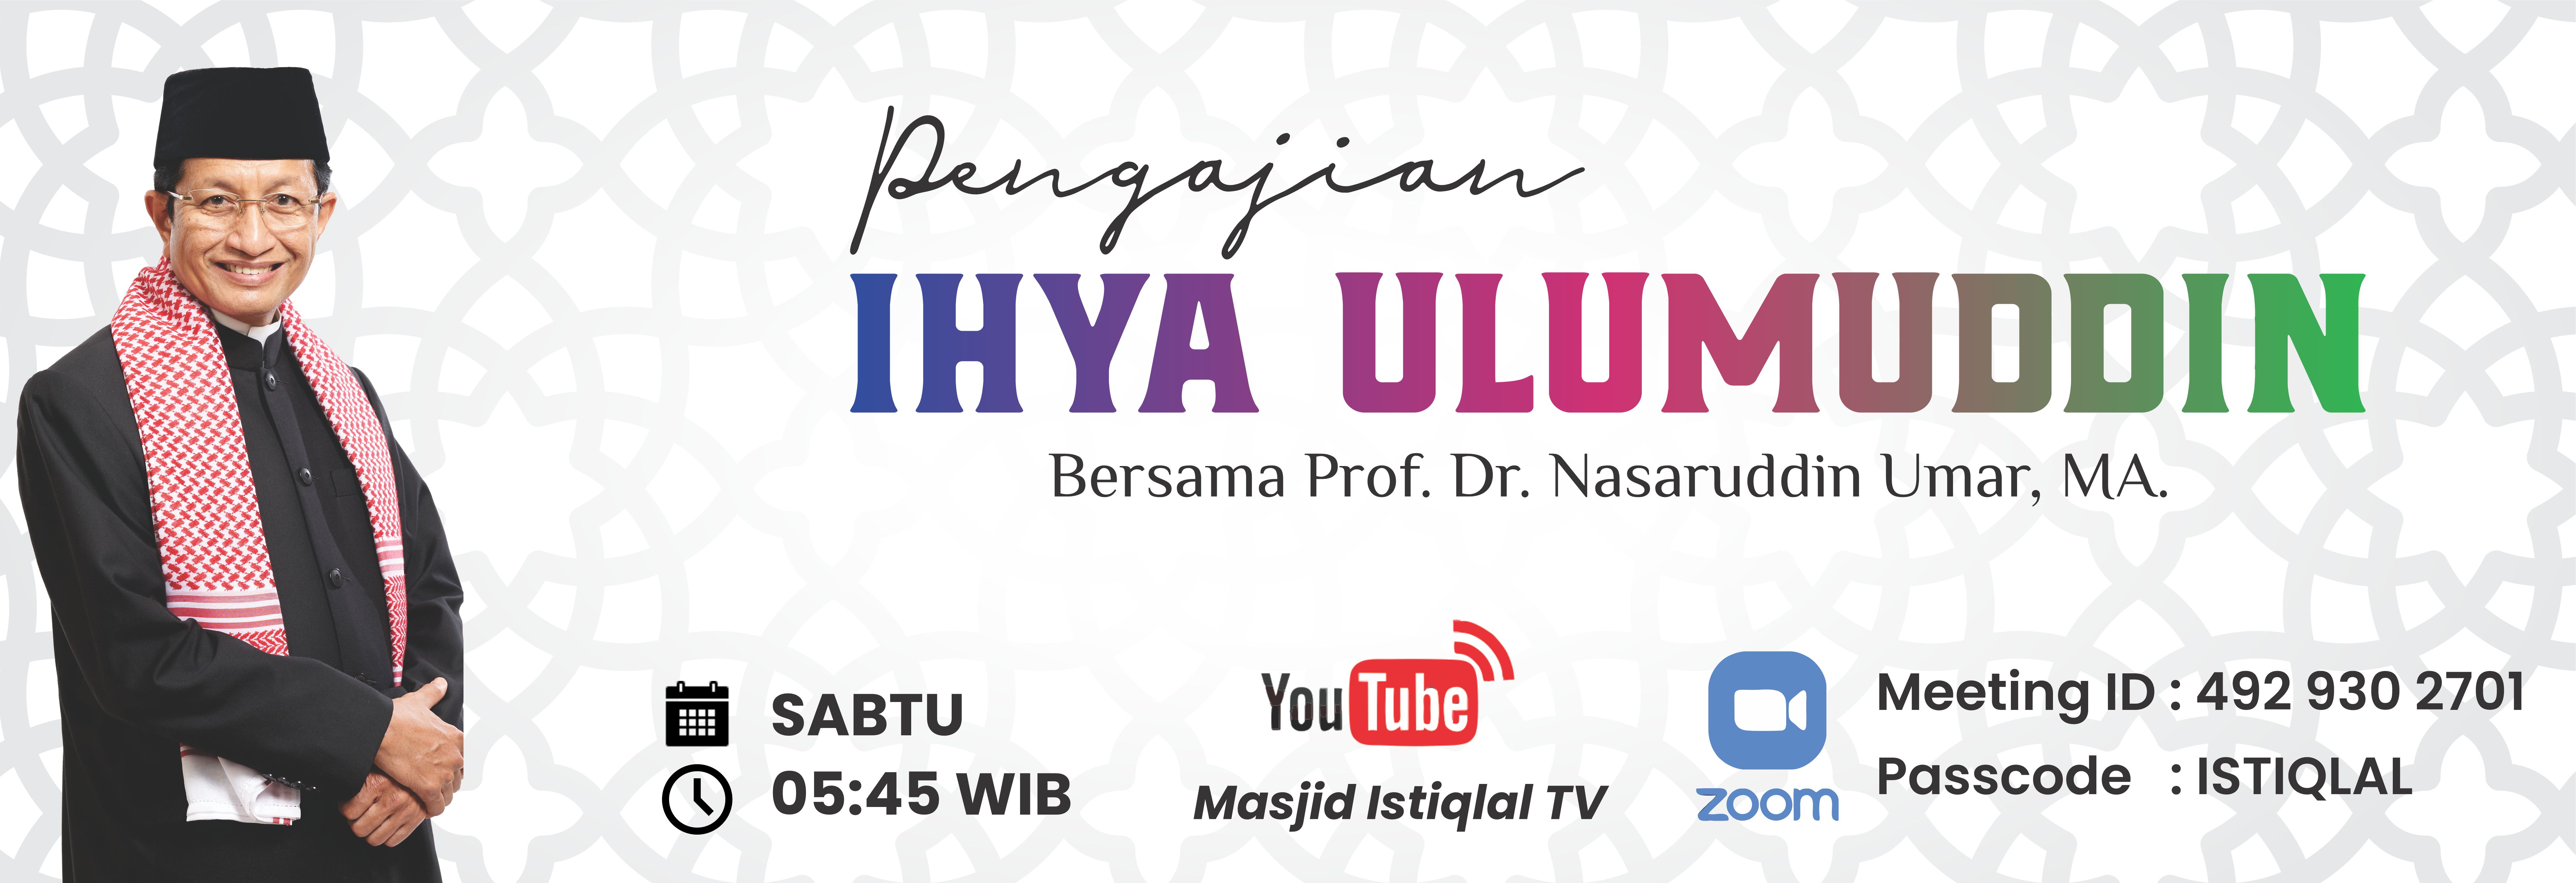 Pengajian
IHYA ULUMUDDIN
Bersama Prof. Dr. Nasaruddin Umar, MA.
SABTU
05:45 WIB
YouTube
Masjid Istiqlal TV
zoom
Meeting ID : 492 930 2701
Passcode : ISTIQLAL